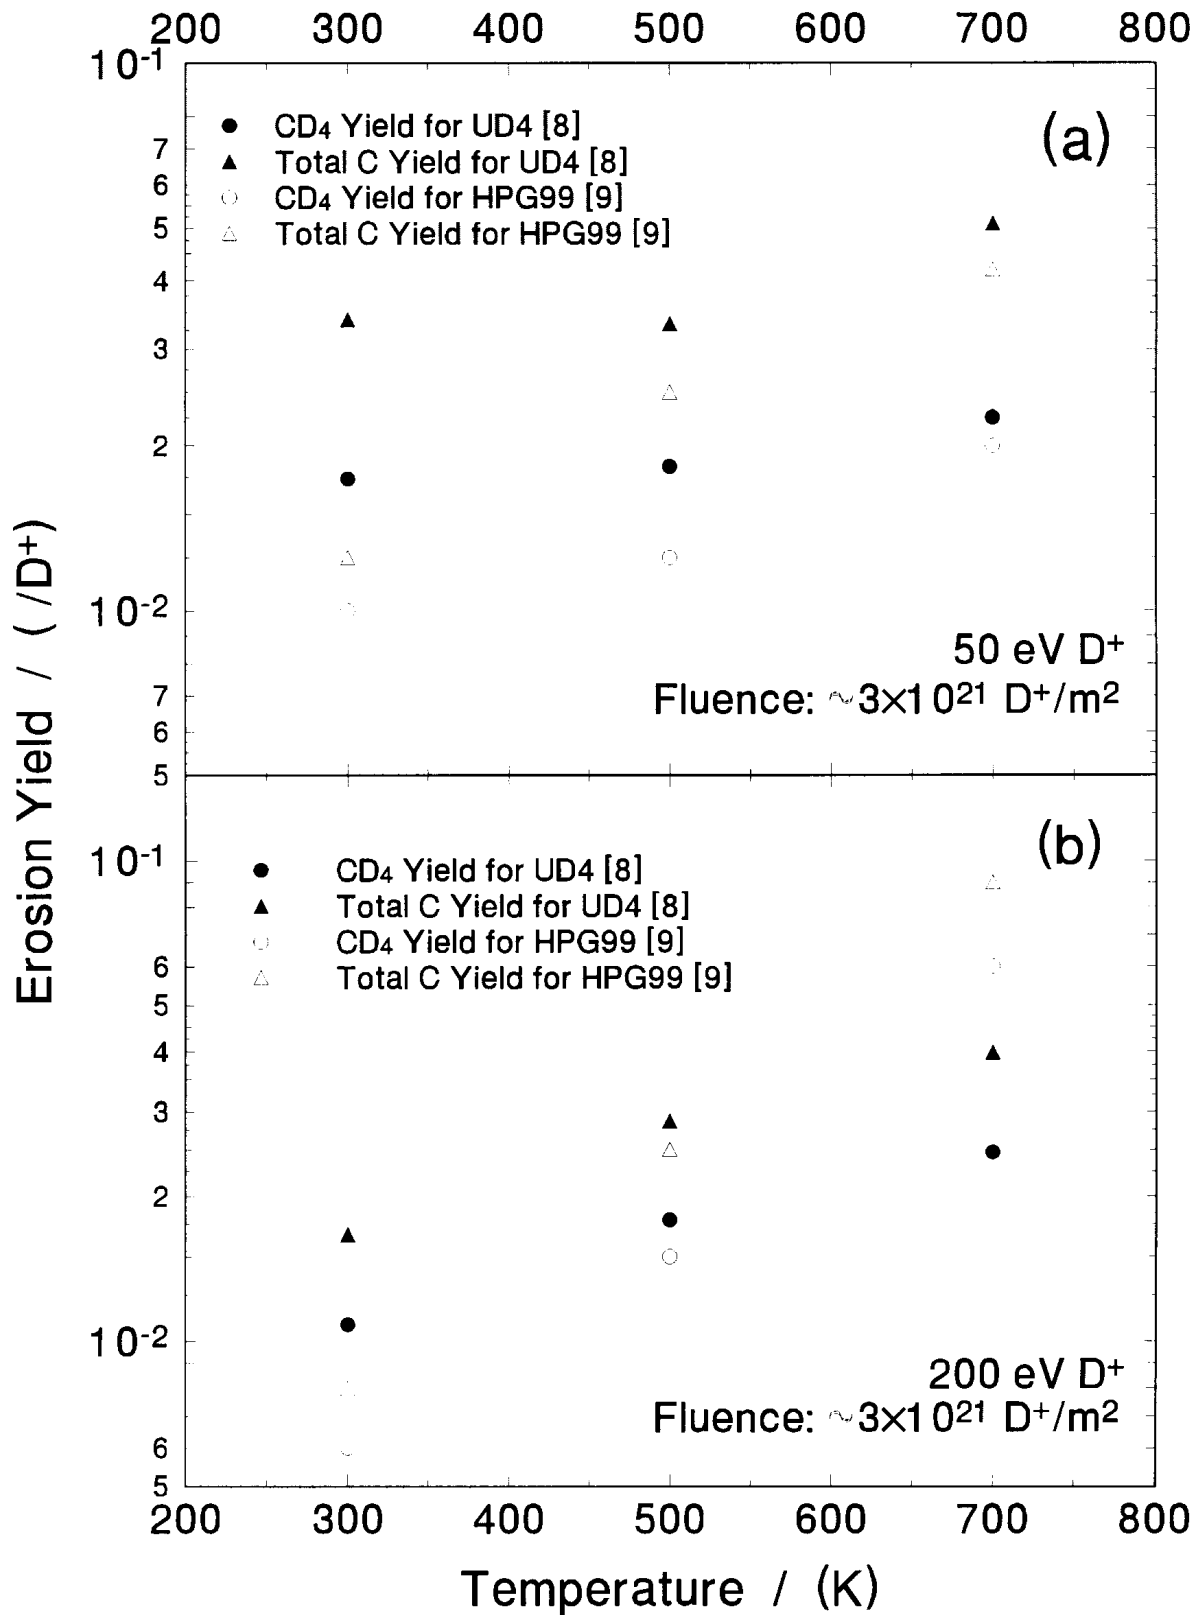 200 300 400 500 600 700 800
10-1
(a)
CD4 Yield for UD4 [8]
Total C Yield for UD4 [8]
CD4 Yield for HPG99 [9]
Total C Yield for HPG99 [9]
7
6
5
4
3
2
10-2
7
6
5
50 eV D+
Fluence: ~3×1021 D+/m2
Erosion Yield / ( /D+)
(b)
10-1
CD4 Yield for UD4 [8]
Total C Yield for UD4 [8]
CD4 Yield for HPG99 [9]
Total C Yield for HPG99 [9]
6
5
4
3
2
10-2
6
5
200 eV D+
Fluence: ~3×1021 D+/m2
200 300 400 500 600 700 800
Temperature / (K)